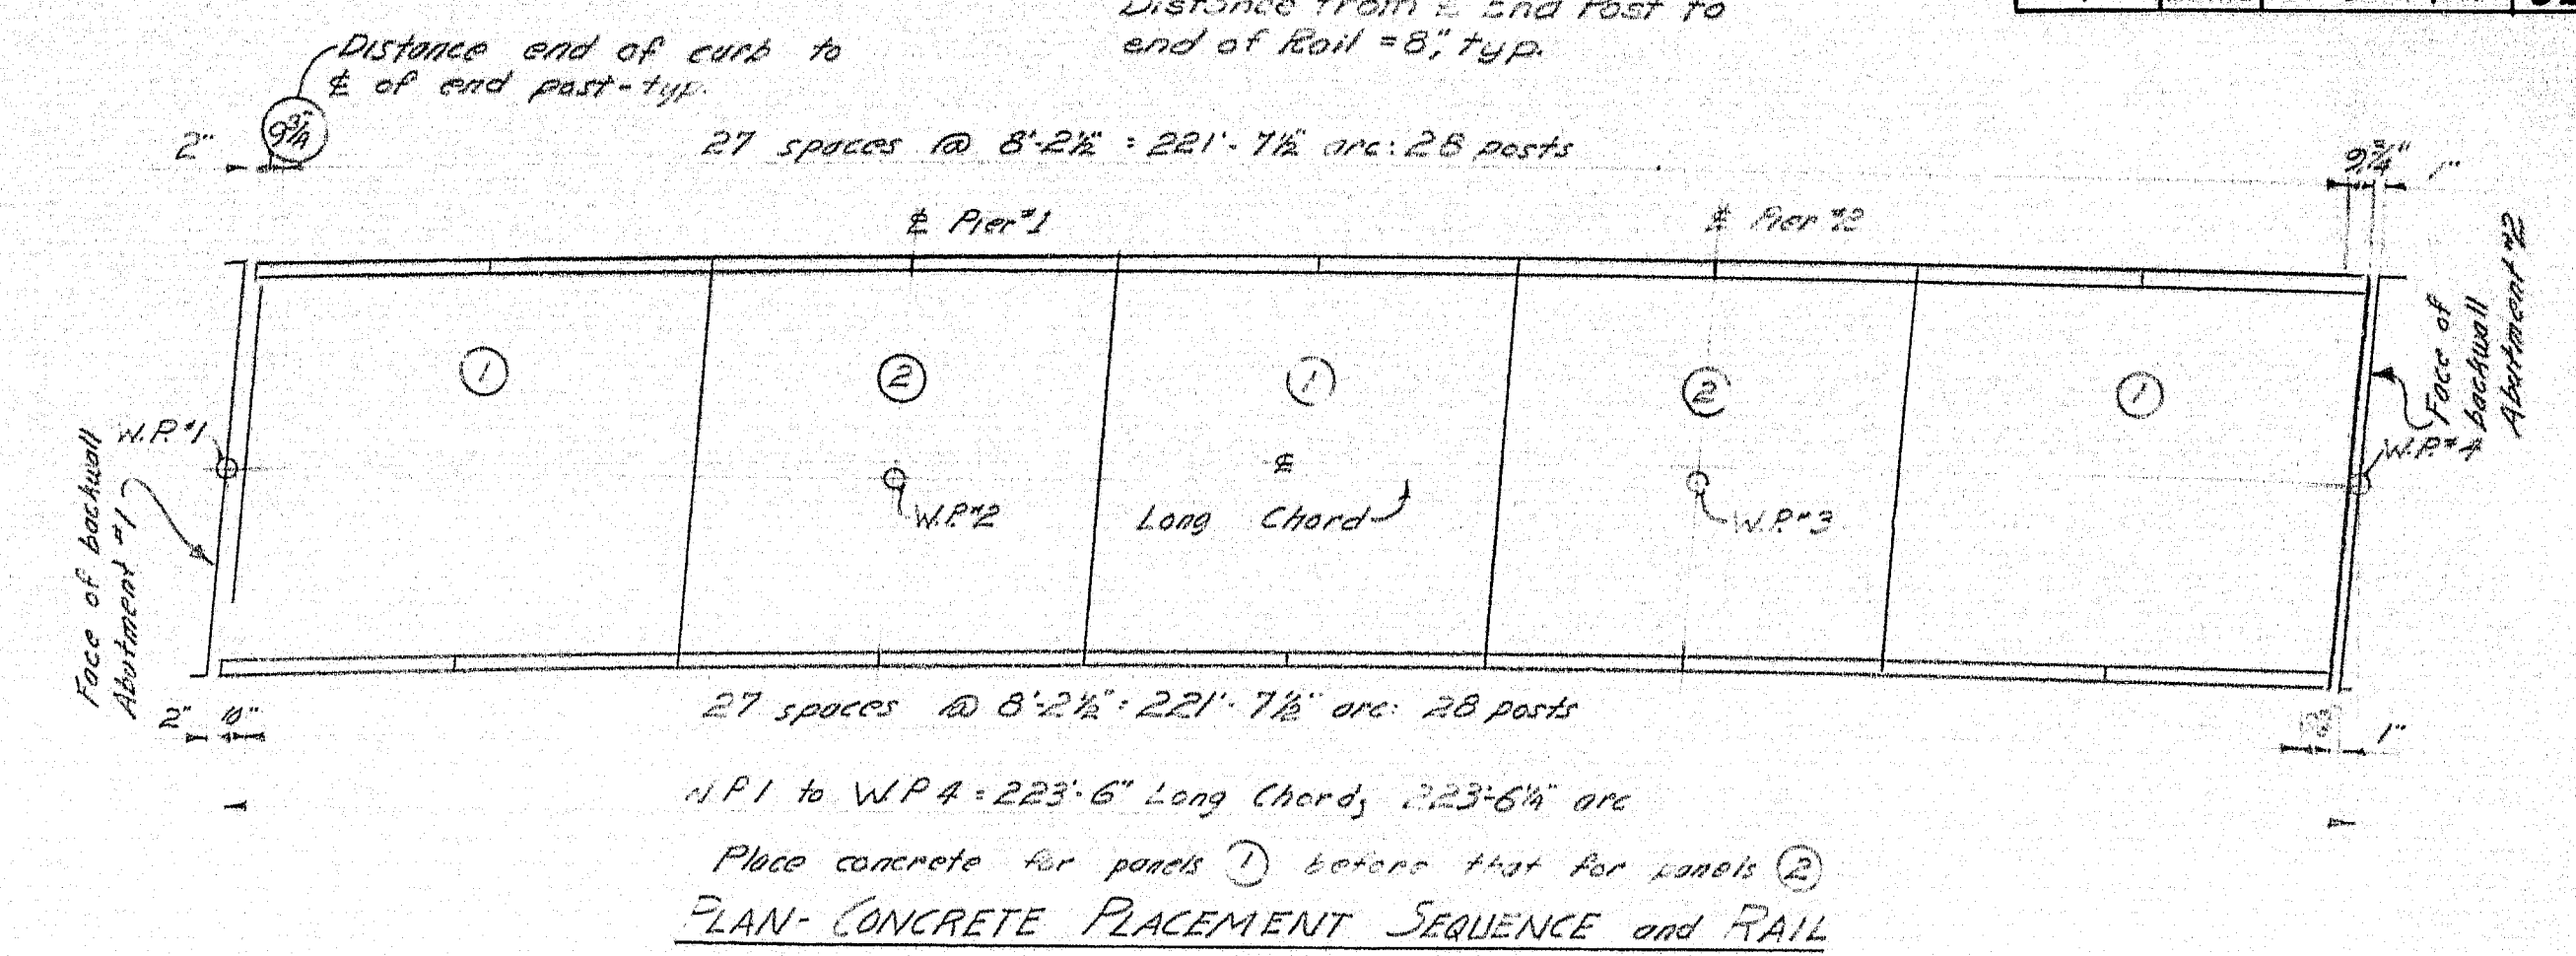 Distance from ℄ End Post to
end of Rail = 8", typ.
Distance end of curb to
℄ of end post - typ.
2" 9¾"
27 spaces @ 8'-2½" = 221'-7½" arc: 28 posts
9¾" 1"
℄ Pier #1
℄ Pier #2
Face of
backwall
Abutment #2
1 2 1 2 1
W.P. #1
W.P. #2
℄
Long Chord
W.P. #3
W.P. #4
Face of backwall
Abutment #1
27 spaces @ 8'-2½" = 221'-7½" arc: 28 posts
2" 10"
1"
W P 1 to W.P 4 = 223'-6" Long Chord, 223'-6¼" arc
Place concrete for panels 1 before that for panels 2
PLAN - CONCRETE PLACEMENT SEQUENCE and RAIL